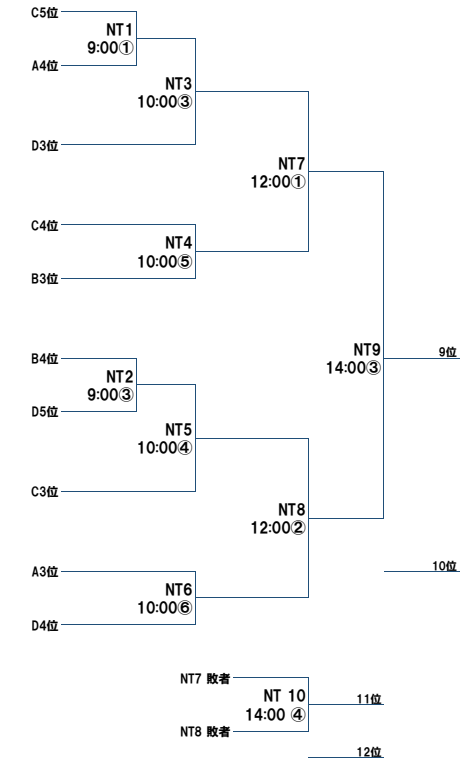 C5位
NT1
9:00①
A4位
NT3
10:00③
D3位
NT7
12:00①
C4位
NT4
10:00⑤
B3位
NT9
14:00③
9位
B4位
NT2
9:00③
D5位
NT5
10:00④
C3位
NT8
12:00②
10位
A3位
NT6
10:00⑥
D4位
NT7 敗者
NT 10
14:00 ④
11位
NT8 敗者
12位